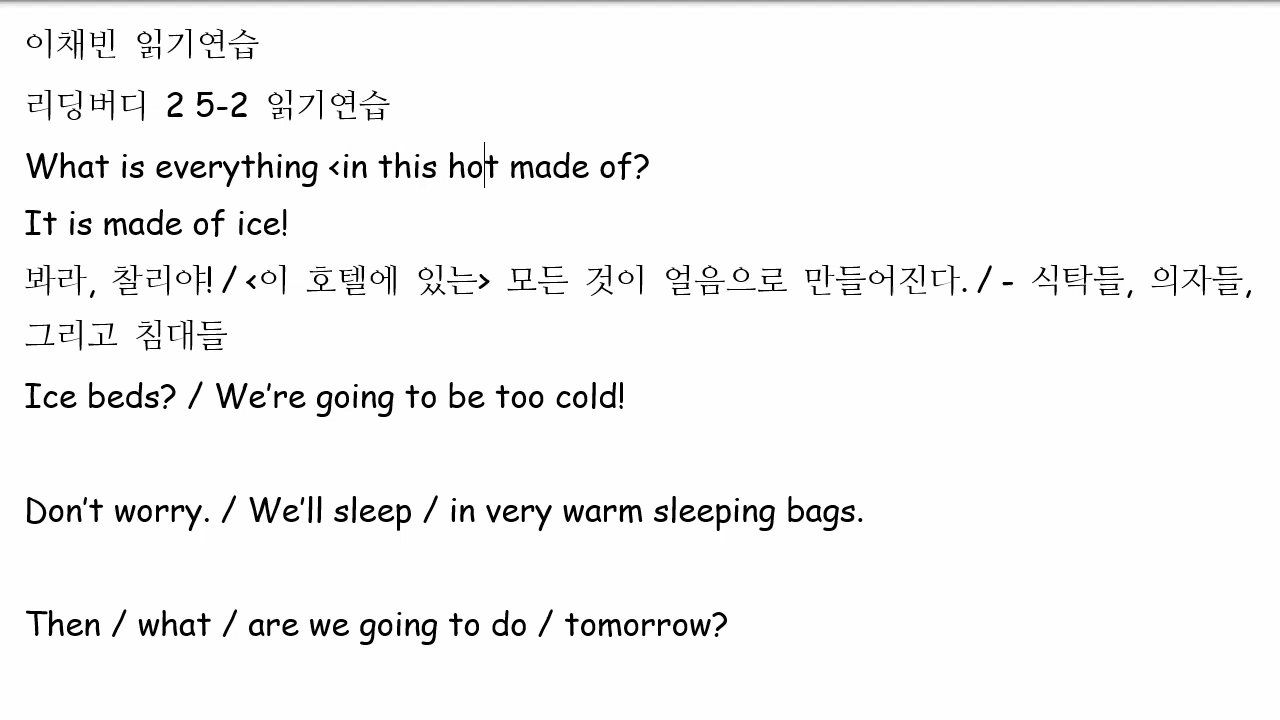 이채빈 읽기연습
리딩버디 2 5-2 읽기연습
What is everything <in this hot made of?
It is made of ice!
봐라, 찰리야! / <이 호텔에 있는> 모든 것이 얼음으로 만들어진다. / - 식탁들, 의자들,
그리고 침대들
Ice beds? / We’re going to be too cold!
Don’t worry. / We’ll sleep / in very warm sleeping bags.
Then / what / are we going to do / tomorrow?